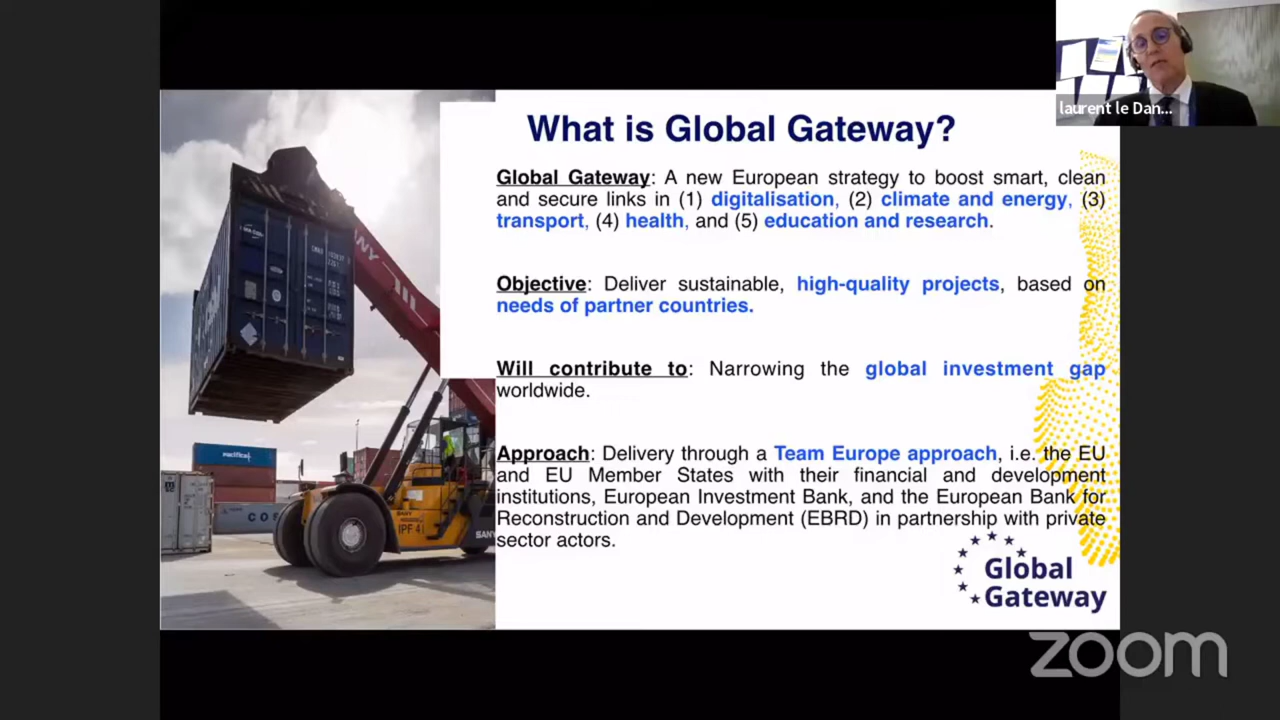 laurent le Dan...
What is Global Gateway?
Global Gateway: A new European strategy to boost smart, clean
and secure links in (1) digitalisation, (2) climate and energy, (3)
transport, (4) health, and (5) education and research.
Objective: Deliver sustainable, high-quality projects, based on
needs of partner countries.
Will contribute to: Narrowing the global investment gap
worldwide.
Approach: Delivery through a Team Europe approach, i.e. the EU
and EU Member States with their financial and development
institutions, European Investment Bank, and the European Bank for
Reconstruction and Development (EBRD) in partnership with private
sector actors.
SANY
IPF 41
SANY
COS
Global
Gateway
zoom